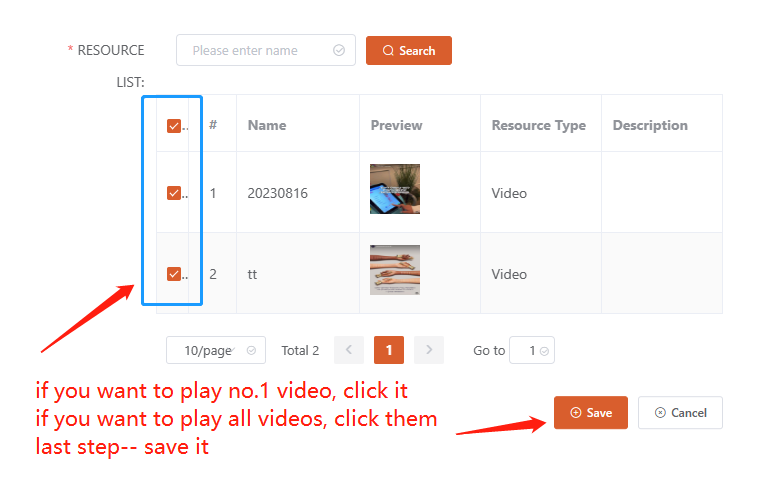 * RESOURCE Please enter name Search
LIST:
# Name Preview Resource Type Description
1 20230816 Video
2 tt Video
10/page Total 2 < 1 > Go to 1
if you want to play no.1 video, click it
if you want to play all videos, click them
last step-- save it
Save Cancel